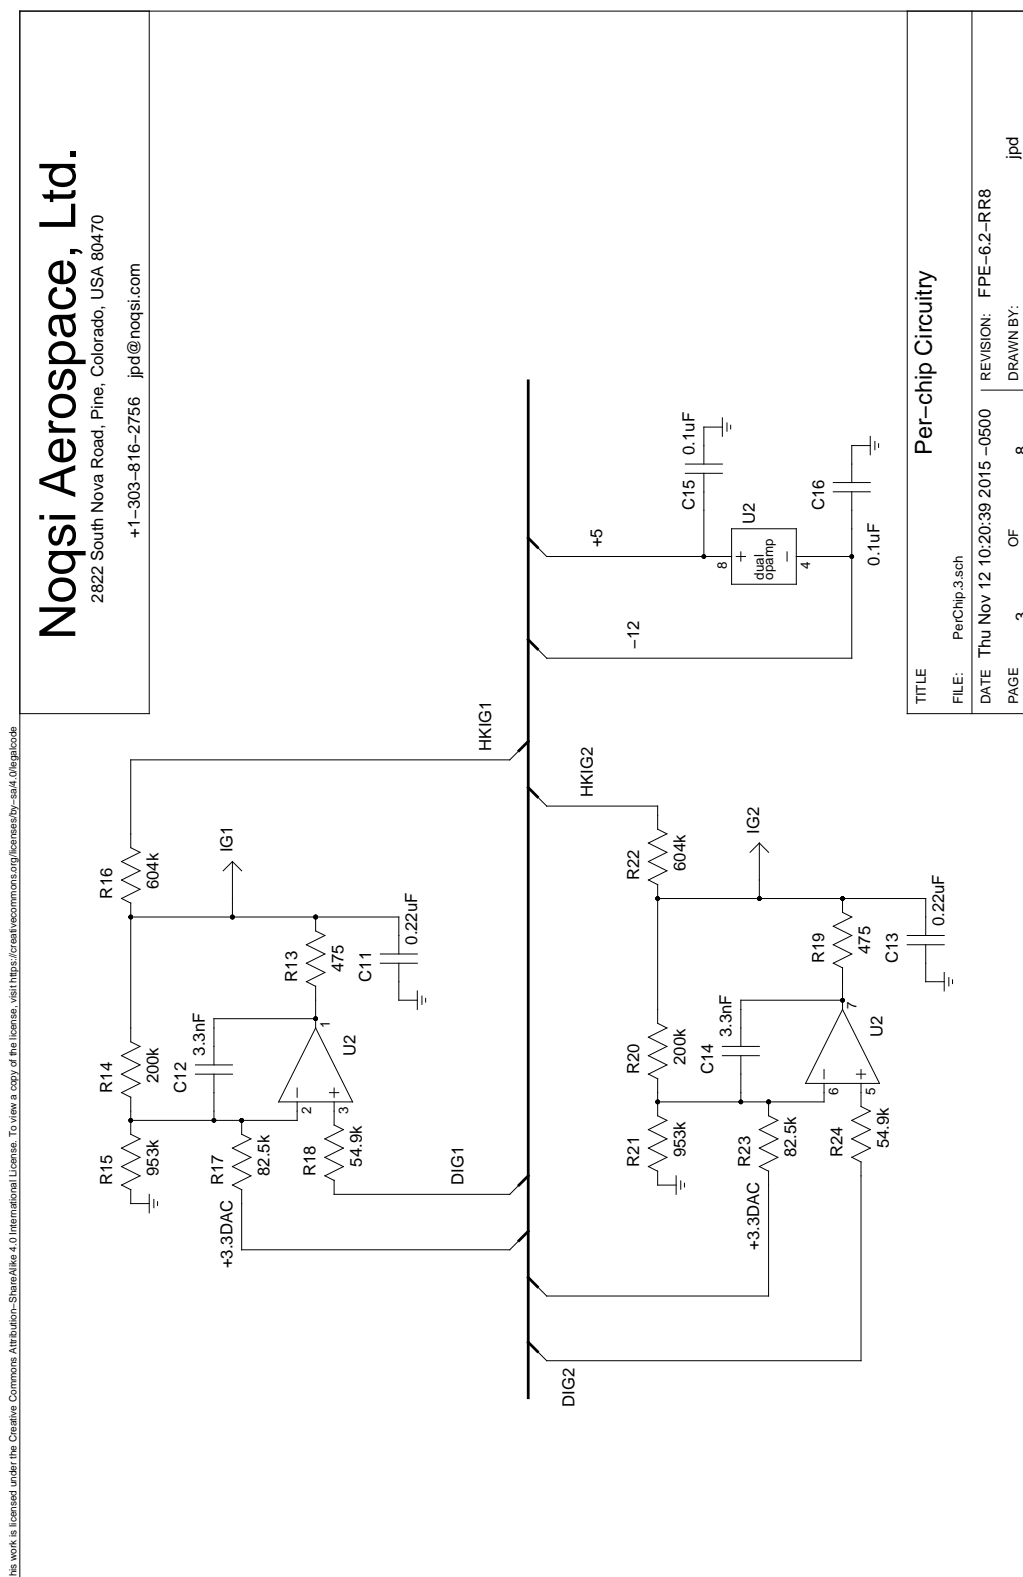 his work is licensed under the Creative Commons Attribution−ShareAlike 4.0 International License. To view a copy of the license, visit https://creativecommons.org/licenses/by−sa/4.0/legalcode
Noqsi Aerospace, Ltd.
2822 South Nova Road, Pine, Colorado, USA 80470
+1−303−816−2756 jpd@noqsi.com
R15
953k
R14
200k
R16
604k
C12
3.3nF
R17
82.5k
+3.3DAC
IG1
R13
475
2
3
1
U2
R18
54.9k
C11
0.22uF
DIG1
HKIG1
DIG2
HKIG2
−12
+5
R21
953k
R20
200k
R22
604k
C14
3.3nF
R23
82.5k
+3.3DAC
IG2
R19
475
6
5
7
U2
R24
54.9k
C13
0.22uF
C15
0.1uF
U2
8
+
dual
opamp
−
4
C16
0.1uF
TITLE
Per−chip Circuitry
FILE: PerChip.3.sch
DATE Thu Nov 12 10:20:39 2015 −0500
REVISION: FPE−6.2−RR8
PAGE 3 OF 8
DRAWN BY: jpd